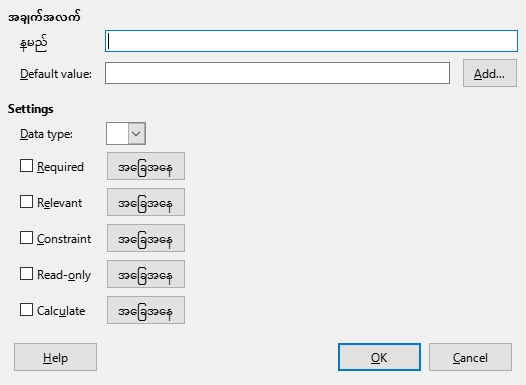 အချက်အလက်
နမည်
Default value:
Add...
Settings
Data type:
Required အခြေအနေ
Relevant အခြေအနေ
Constraint အခြေအနေ
Read-only အခြေအနေ
Calculate အခြေအနေ
Help OK Cancel